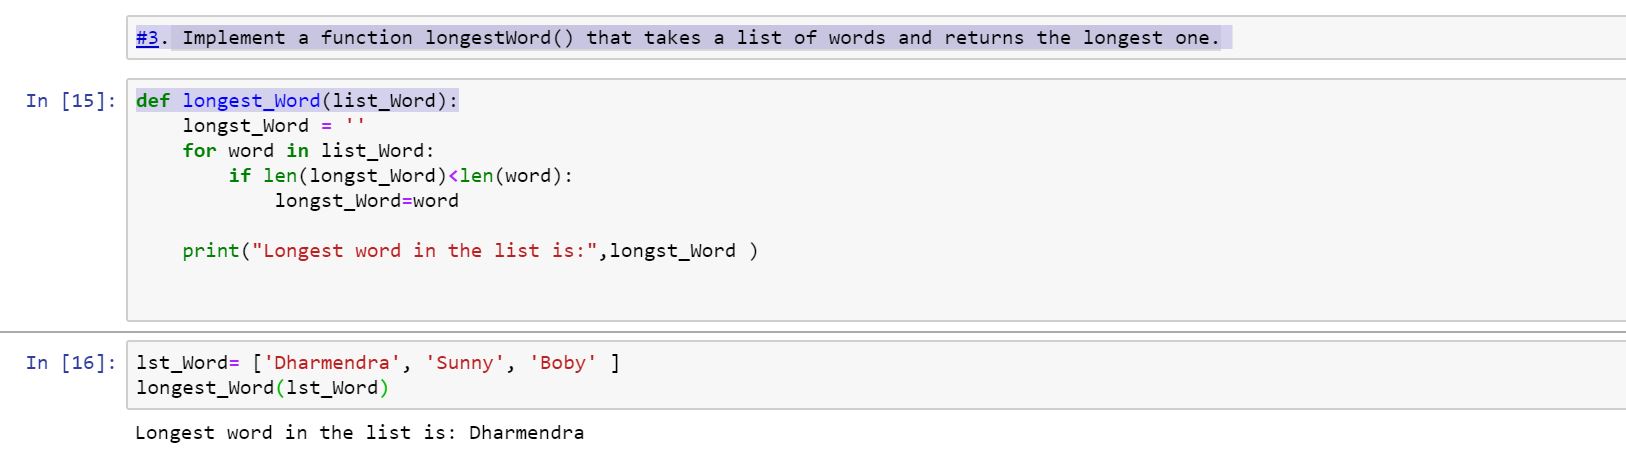 #3. Implement a function longestWord() that takes a list of words and returns the longest one.
In [15]: def longest_Word(list_Word):
    longst_Word = ''
    for word in list_Word:
        if len(longst_Word)<len(word):
            longst_Word=word
    print("Longest word in the list is:",longst_Word )
In [16]: lst_Word= ['Dharmendra', 'Sunny', 'Boby' ]
longest_Word(lst_Word)
Longest word in the list is: Dharmendra